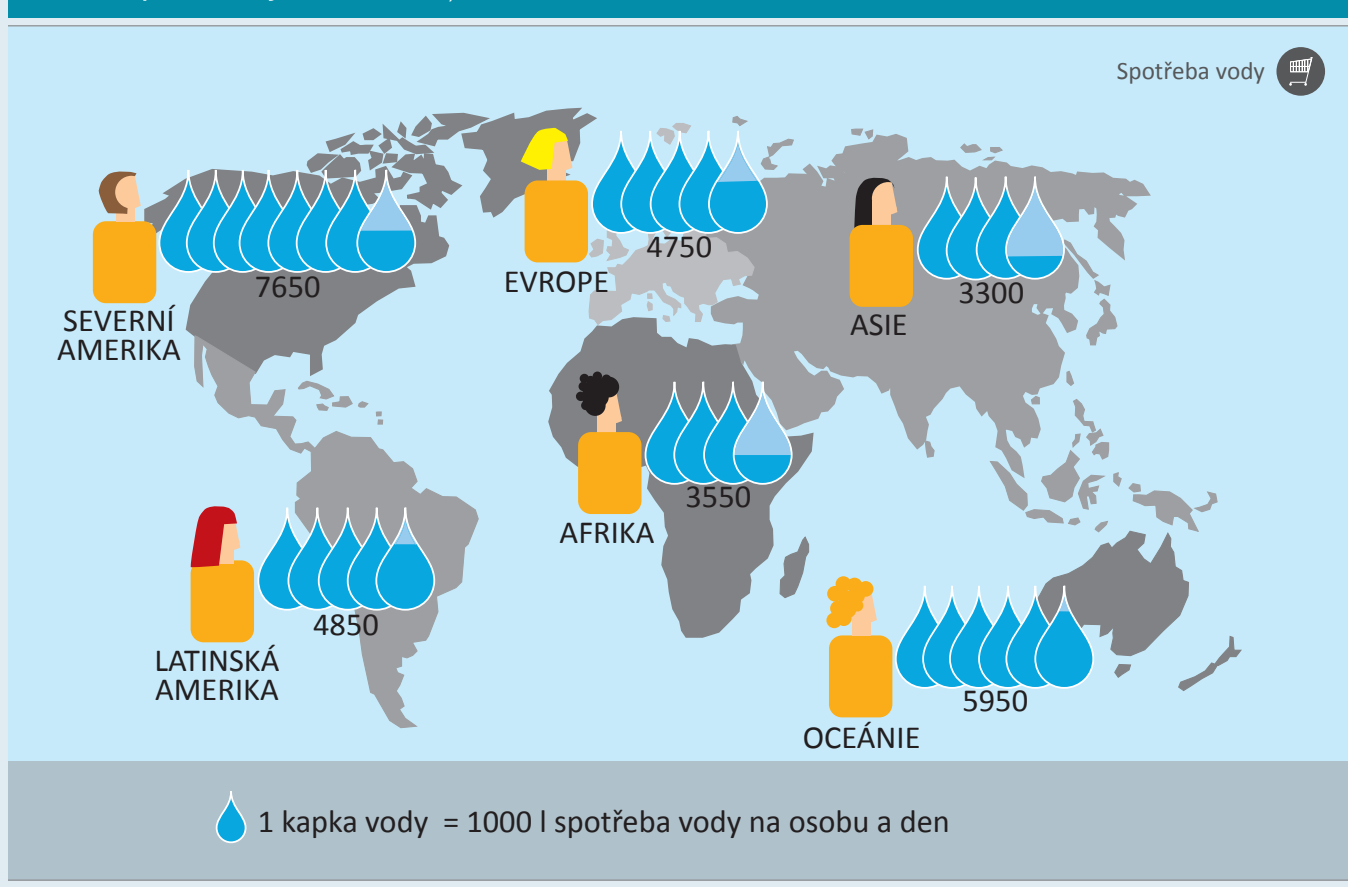 Spotřeba vody
7650
SEVERNÍ
AMERIKA
4750
EVROPE
3300
ASIE
3550
AFRIKA
4850
LATINSKÁ
AMERIKA
5950
OCEÁNIE
1 kapka vody = 1000 l spotřeba vody na osobu a den